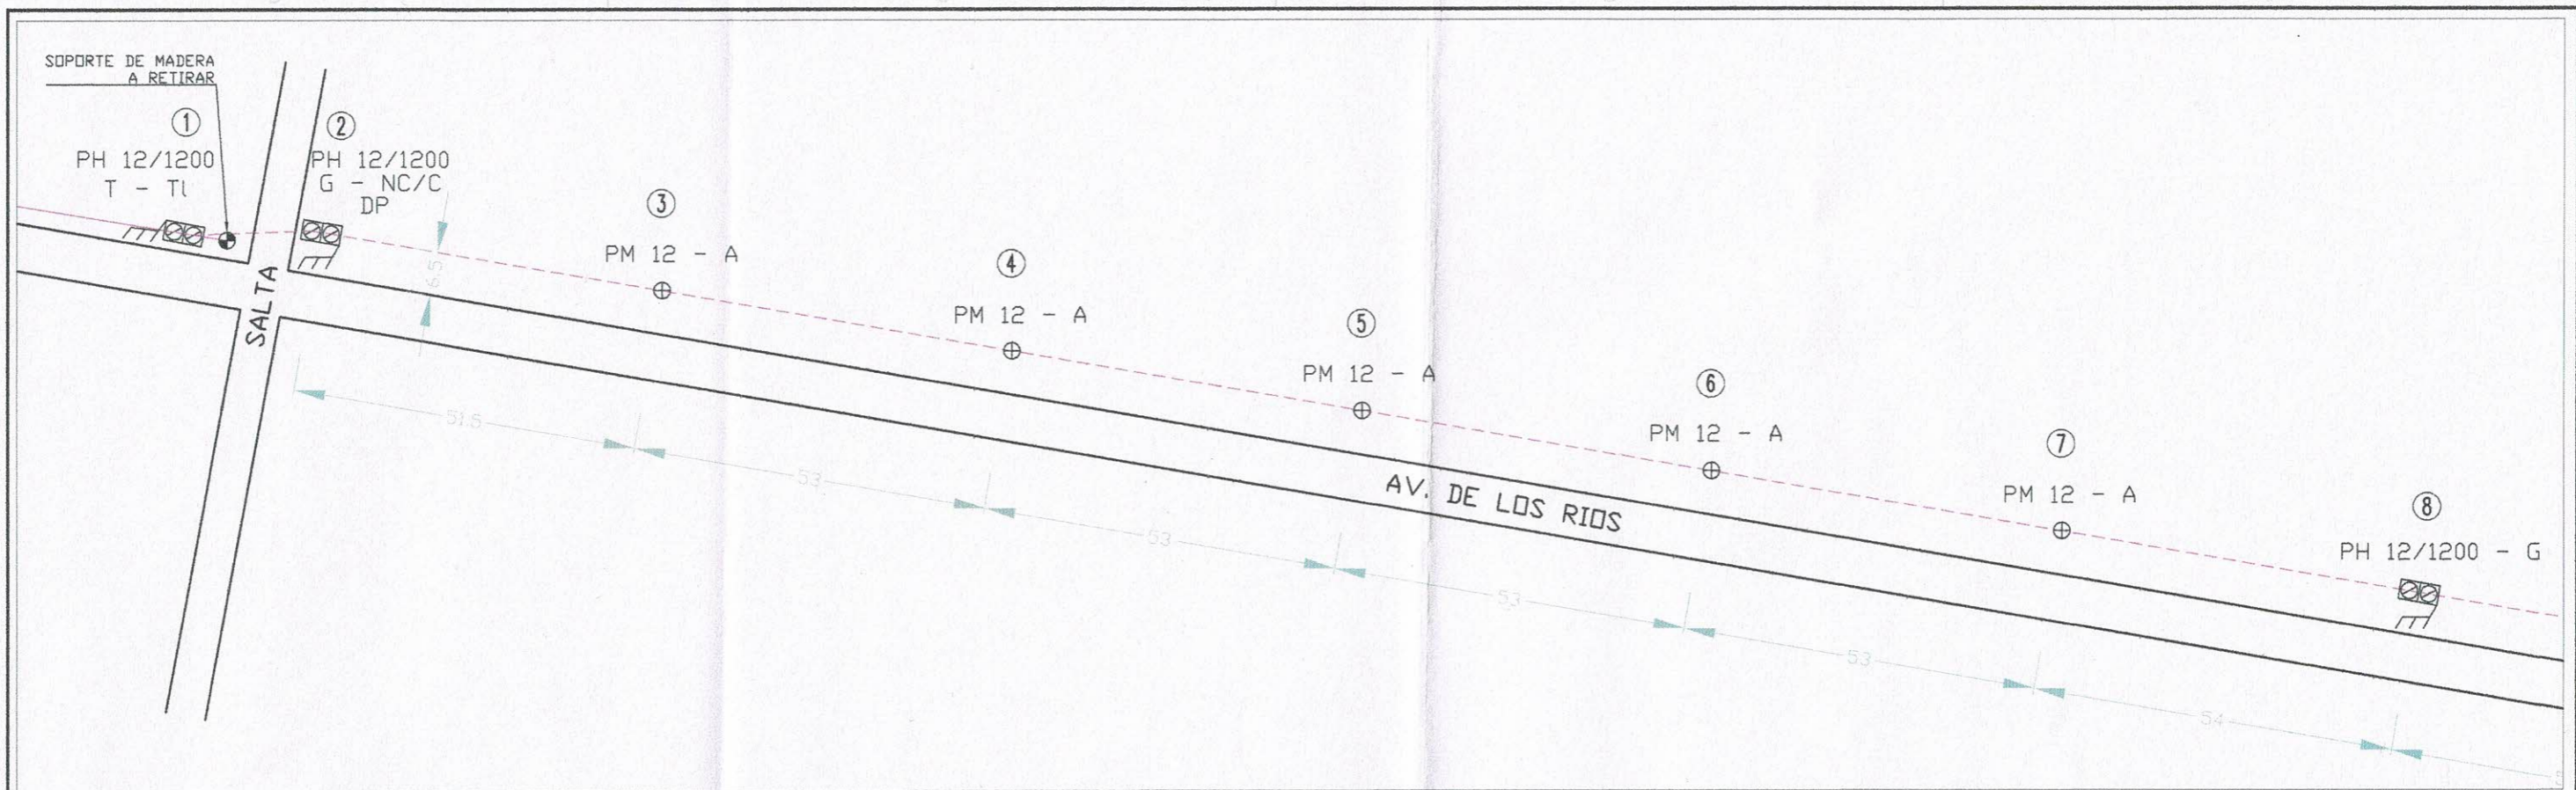 SOPORTE DE MADERA
A RETIRAR
1
PH 12/1200
T - Tl
2
PH 12/1200
G - NC/C
DP
3
PM 12 - A
4
PM 12 - A
5
PM 12 - A
6
PM 12 - A
7
PM 12 - A
8
PH 12/1200 - G
6.5
SALTA
AV. DE LOS RIOS
51.5
53
53
53
53
54